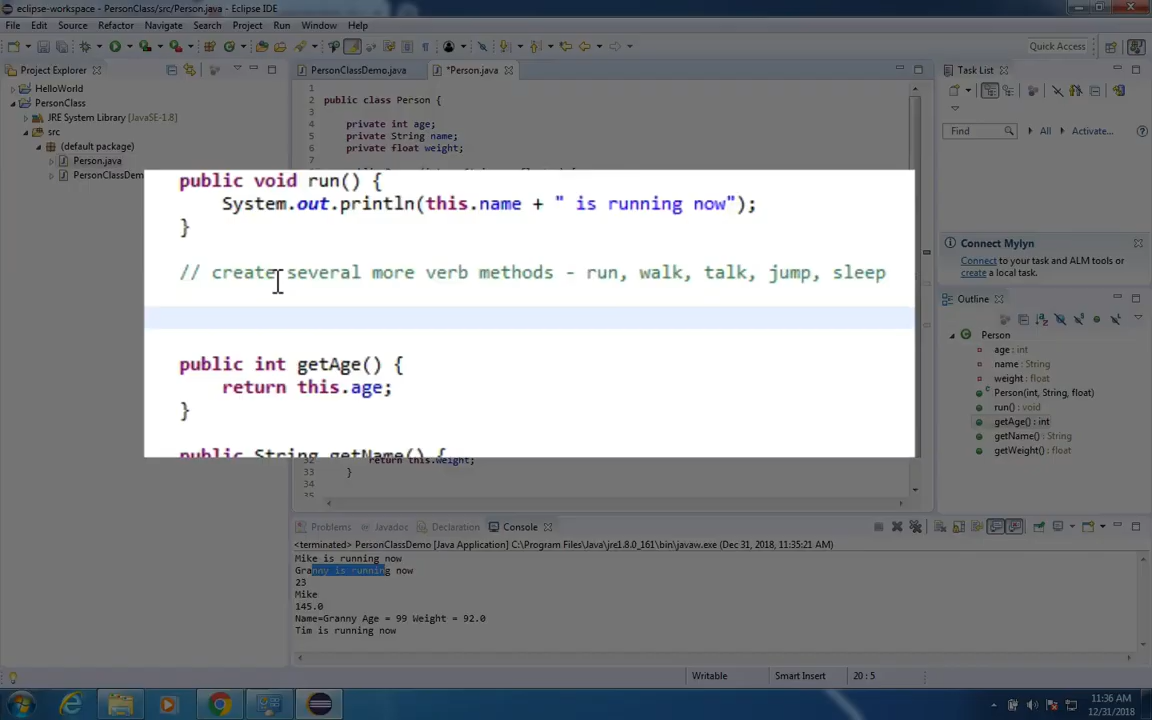 eclipse-workspace - PersonClass/src/Person.java - Eclipse IDE
File Edit Source Refactor Navigate Search Project Run Window Help
Quick Access
Project Explorer
HelloWorld
PersonClass
JRE System Library [JavaSE-1.8]
src
(default package)
Person.java
PersonClassDem
PersonClassDemo.java
*Person.java
1
2 public class Person {
3
4 private int age;
5 private String name;
6 private float weight;
7
public void run() {
System.out.println(this.name + " is running now");
}
// create several more verb methods - run, walk, talk, jump, sleep
public int getAge() {
return this.age;
}
public String getName() {
32 return this.weight;
33 }
34
35
Task List
Find All Activate...
Connect Mylyn
Connect to your task and ALM tools or
create a local task.
Outline
Person
age : int
name : String
weight : float
Person(int, String, float)
run() : void
getAge() : int
getName() : String
getWeight() : float
Problems Javadoc Declaration Console
<terminated> PersonClassDemo [Java Application] C:\Program Files\Java\jre1.8.0_161\bin\javaw.exe (Dec 31, 2018, 11:35:21 AM)
Mike is running now
Granny is running now
23
Mike
145.0
Name=Granny Age = 99 Weight = 92.0
Tim is running now
Writable Smart Insert 20 : 5
11:36 AM
12/31/2018